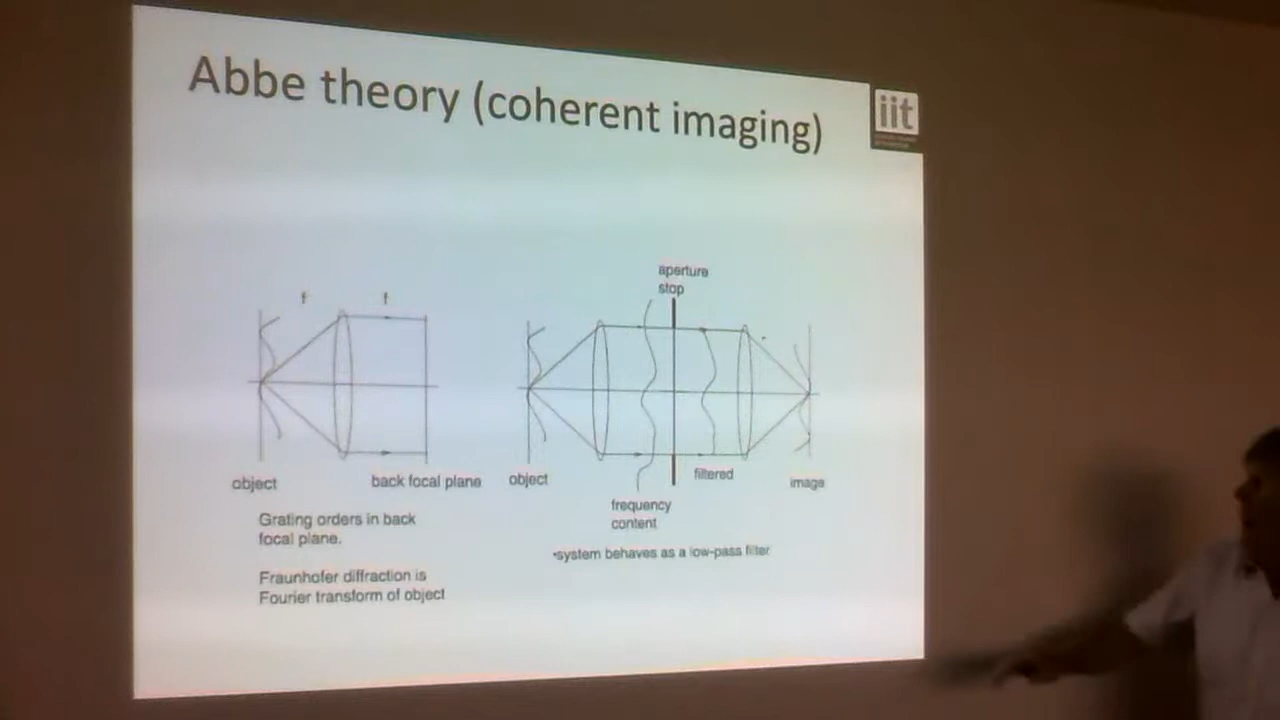 Abbe theory (coherent imaging)
iit
aperture
stop
f
f
object
back focal plane
object
filtered
image
frequency
content
Grating orders in back
focal plane.
Fraunhofer diffraction is
Fourier transform of object
•system behaves as a low-pass filter